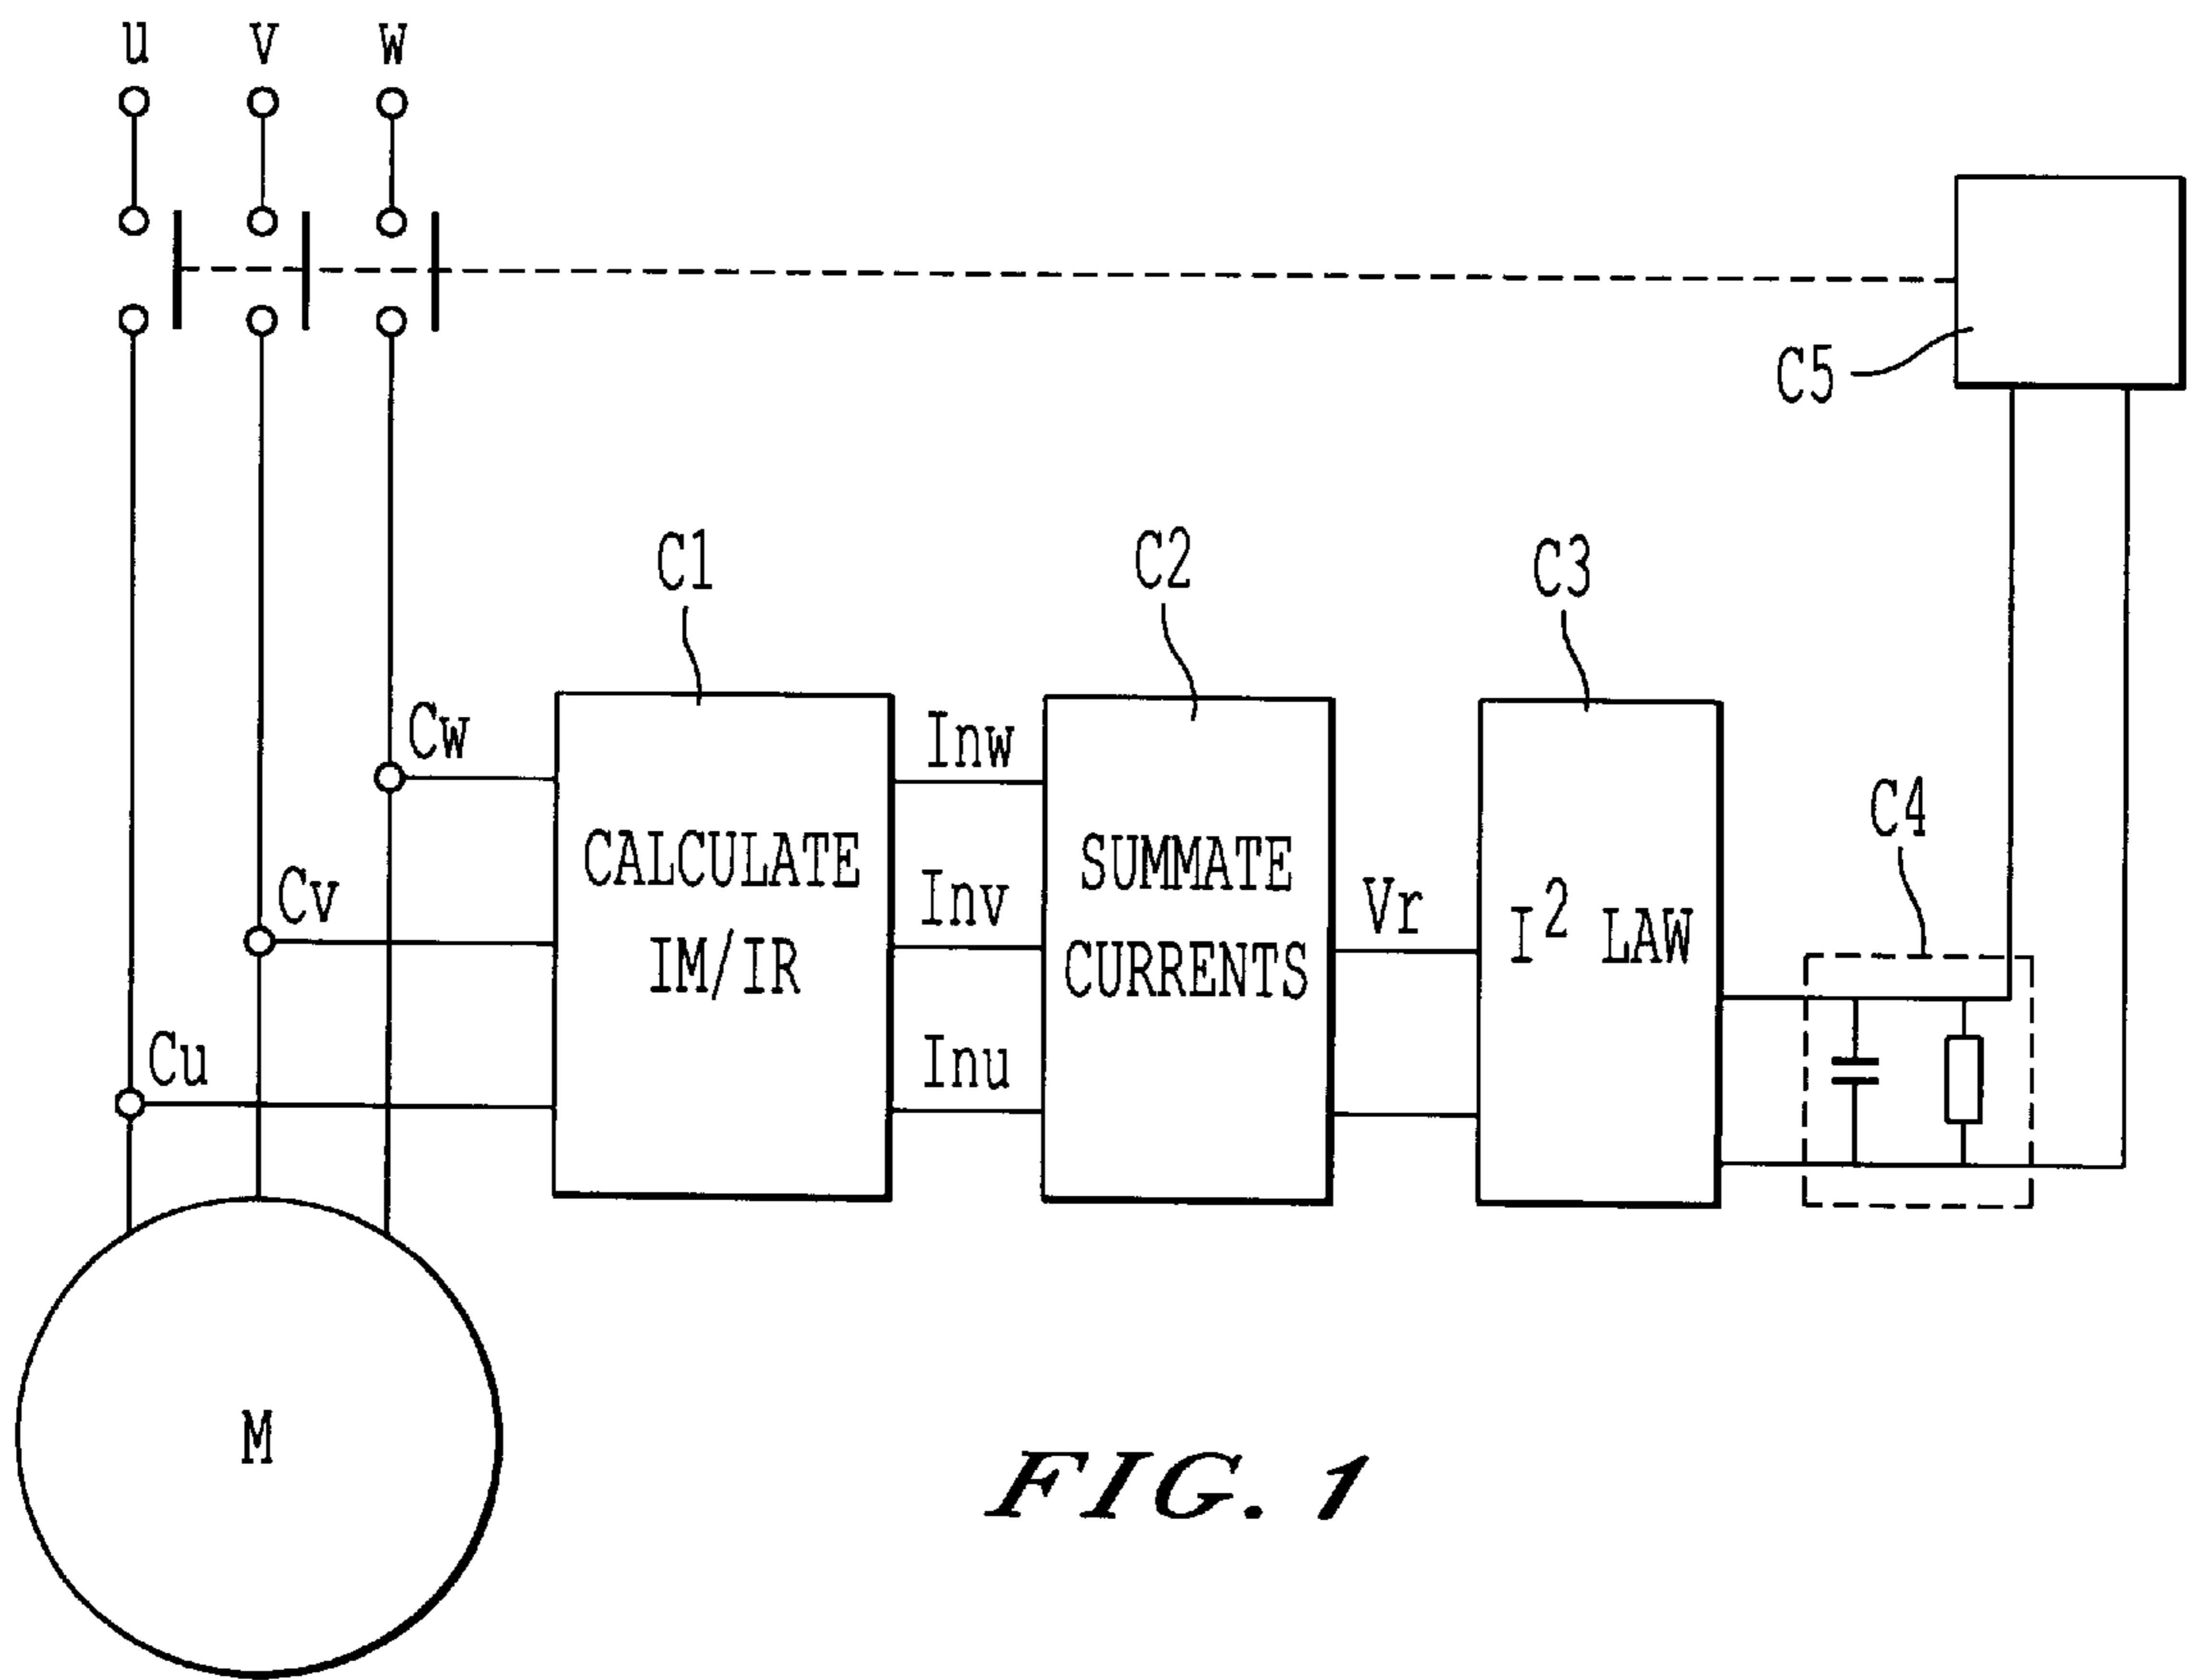 u v w
C5
C1 C2 C3
Cw Inw
C4
CALCULATE SUMMATE
Cv Inv Vr I² LAW
IM/IR CURRENTS
Cu Inu
M
FIG. 1